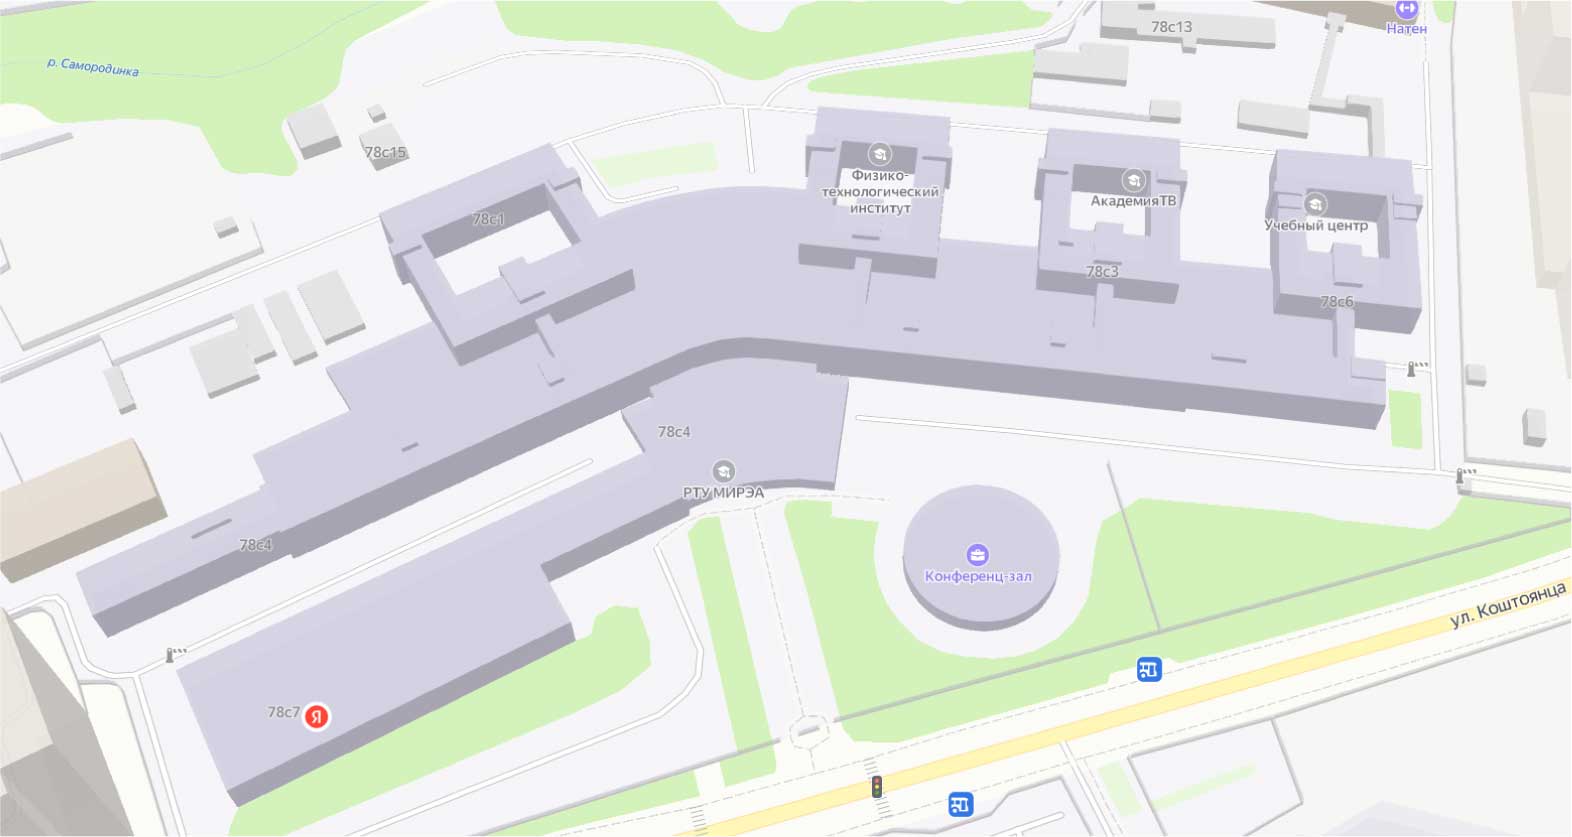 78с13
Натен
р. Самородинка
78с15
Физико-
технологический
институт
АкадемияТВ
Учебный центр
78с1
78с3
78с6
78с4
РТУ МИРЭА
78с4
Конференц-зал
ул. Коштоянца
78с7
Я